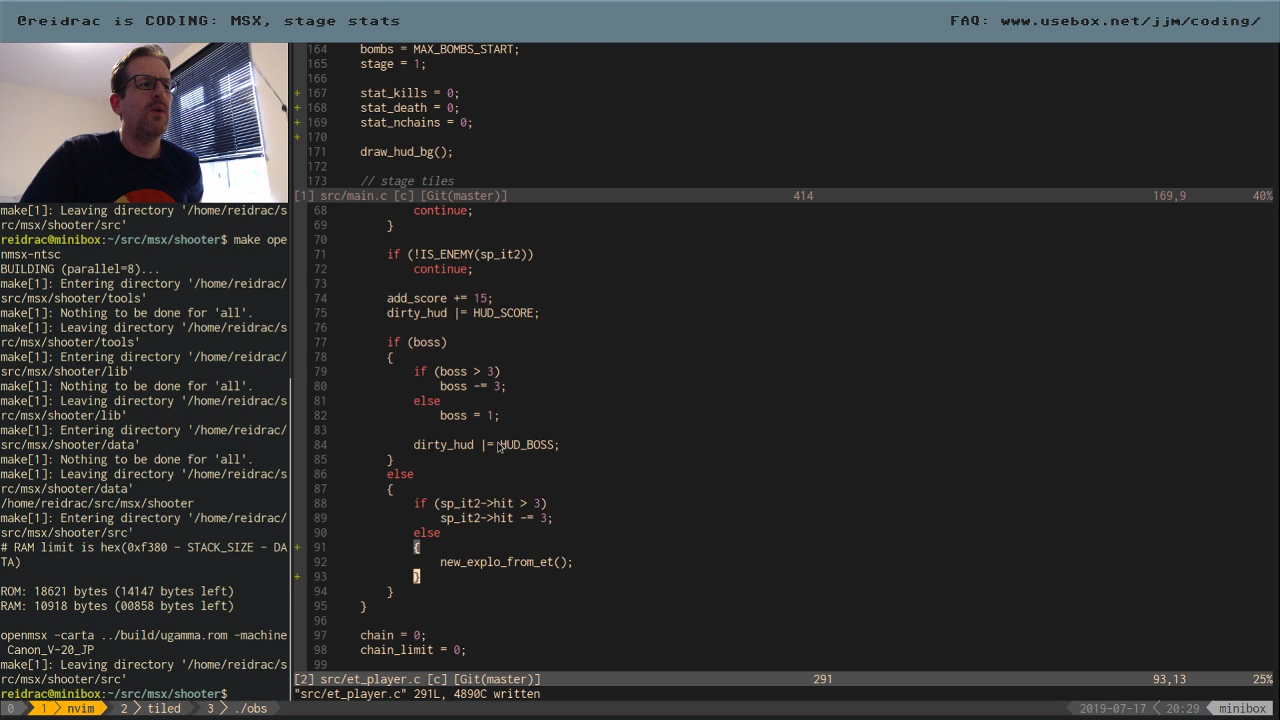 @reidrac is CODING: MSX, stage stats
FAQ: www.usebox.net/jjm/coding/
164 bombs = MAX_BOMBS_START;
165 stage = 1;
166
+ 167 stat_kills = 0;
+ 168 stat_death = 0;
+ 169 stat_nchains = 0;
+ 170
171 draw_hud_bg();
172
173 // stage tiles
[1] src/main.c [c] [Git(master)] 414 169,9 40%
68 continue;
69 }
70
71 if (!IS_ENEMY(sp_it2))
72 continue;
73
74 add_score += 15;
75 dirty_hud |= HUD_SCORE;
76
77 if (boss)
78 {
79 if (boss > 3)
80 boss -= 3;
81 else
82 boss = 1;
83
84 dirty_hud |= HUD_BOSS;
85 }
86 else
87 {
88 if (sp_it2->hit > 3)
89 sp_it2->hit -= 3;
90 else
+ 91 {
92 new_explo_from_et();
+ 93 }
94 }
95 }
96
97 chain = 0;
98 chain_limit = 0;
99
[2] src/et_player.c [c] [Git(master)] 291 93,13 25%
"src/et_player.c" 291L, 4890C written
make[1]: Leaving directory '/home/reidrac/s
rc/msx/shooter/src'
reidrac@minibox:~/src/msx/shooter$ make ope
nmsx-ntsc
BUILDING (parallel=8)...
make[1]: Entering directory '/home/reidrac/
src/msx/shooter/tools'
make[1]: Nothing to be done for 'all'.
make[1]: Leaving directory '/home/reidrac/s
rc/msx/shooter/tools'
make[1]: Entering directory '/home/reidrac/
src/msx/shooter/lib'
make[1]: Nothing to be done for 'all'.
make[1]: Leaving directory '/home/reidrac/s
rc/msx/shooter/lib'
make[1]: Entering directory '/home/reidrac/
src/msx/shooter/data'
make[1]: Nothing to be done for 'all'.
make[1]: Leaving directory '/home/reidrac/s
rc/msx/shooter/data'
/home/reidrac/src/msx/shooter
make[1]: Entering directory '/home/reidrac/
src/msx/shooter/src'
# RAM limit is hex(0xf380 - STACK_SIZE - DA
TA)
ROM: 18621 bytes (14147 bytes left)
RAM: 10918 bytes (00858 bytes left)
openmsx -carta ../build/ugamma.rom -machine
Canon_V-20_JP
make[1]: Leaving directory '/home/reidrac/s
rc/msx/shooter/src'
reidrac@minibox:~/src/msx/shooter$
0 1 nvim 2 tiled 3 ./obs 2019-07-17 20:29 minibox